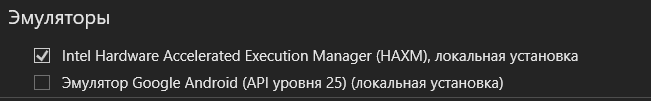 Эмуляторы
Intel Hardware Accelerated Execution Manager (HAXM), локальная установка
Эмулятор Google Android (API уровня 25) (локальная установка)